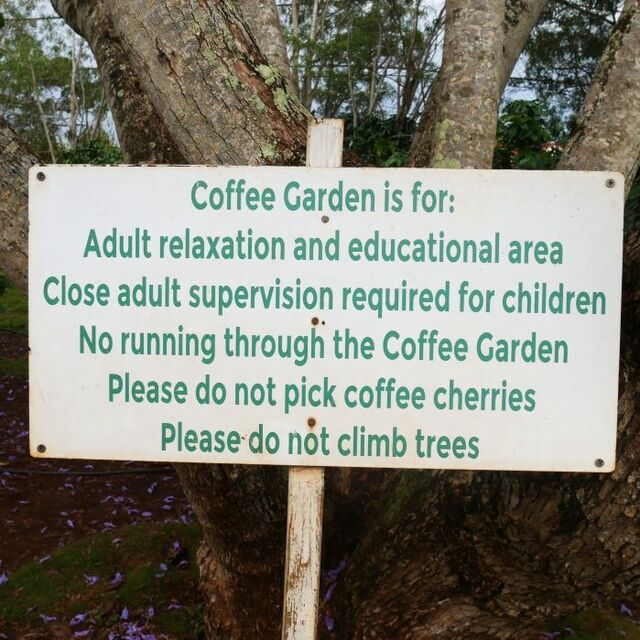 Coffee Garden is for:
Adult relaxation and educational area
Close adult supervision required for children
No running through the Coffee Garden
Please do not pick coffee cherries
Please do not climb trees